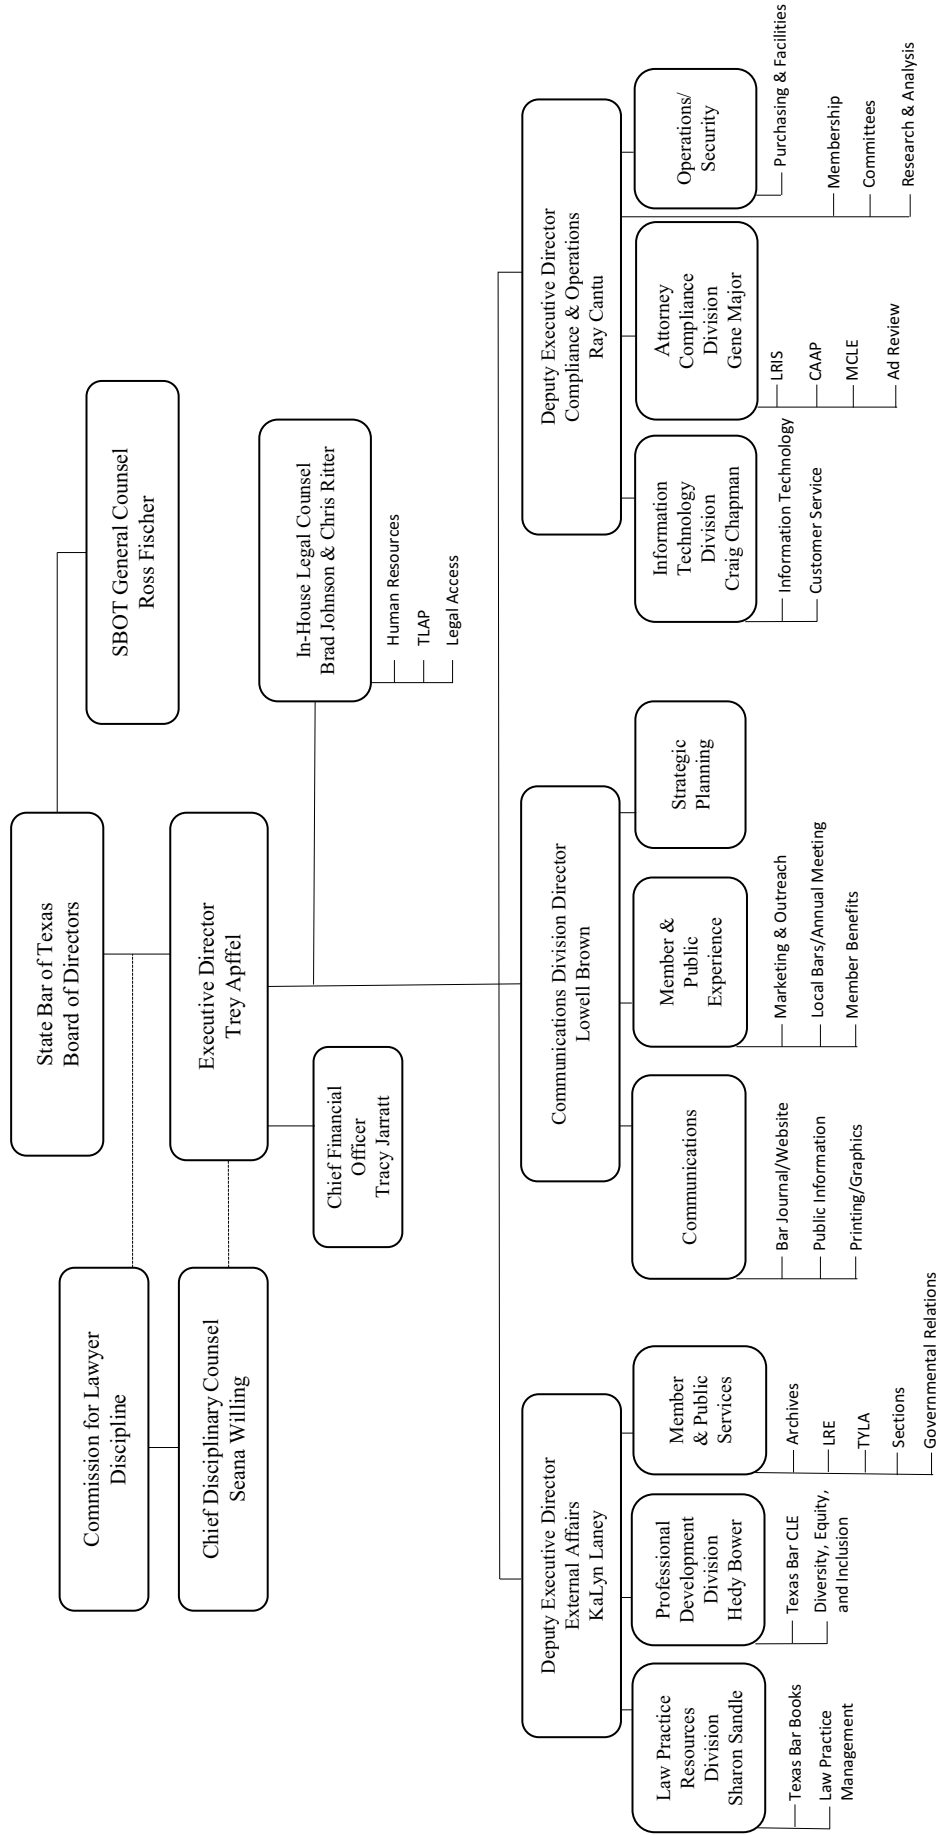 State Bar of Texas
Board of Directors
SBOT General Counsel
Ross Fischer
Commission for Lawyer
Discipline
Executive Director
Trey Apffel
Chief Disciplinary Counsel
Seana Willing
Chief Financial
Officer
Tracy Jarratt
In-House Legal Counsel
Brad Johnson & Chris Ritter
Human Resources
TLAP
Legal Access
Deputy Executive Director
External Affairs
KaLyn Laney
Law Practice
Resources
Division
Sharon Sandle
Texas Bar Books
Law Practice
Management
Professional
Development
Division
Hedy Bower
Texas Bar CLE
Diversity, Equity,
and Inclusion
Member
& Public
Services
Archives
LRE
TYLA
Sections
Governmental Relations
Communications Division Director
Lowell Brown
Communications
Bar Journal/Website
Public Information
Printing/Graphics
Member &
Public
Experience
Marketing & Outreach
Local Bars/Annual Meeting
Member Benefits
Strategic
Planning
Deputy Executive Director
Compliance & Operations
Ray Cantu
Information
Technology
Division
Craig Chapman
Information Technology
Customer Service
Attorney
Compliance
Division
Gene Major
LRIS
CAAP
MCLE
Ad Review
Operations/
Security
Purchasing & Facilities
Membership
Committees
Research & Analysis